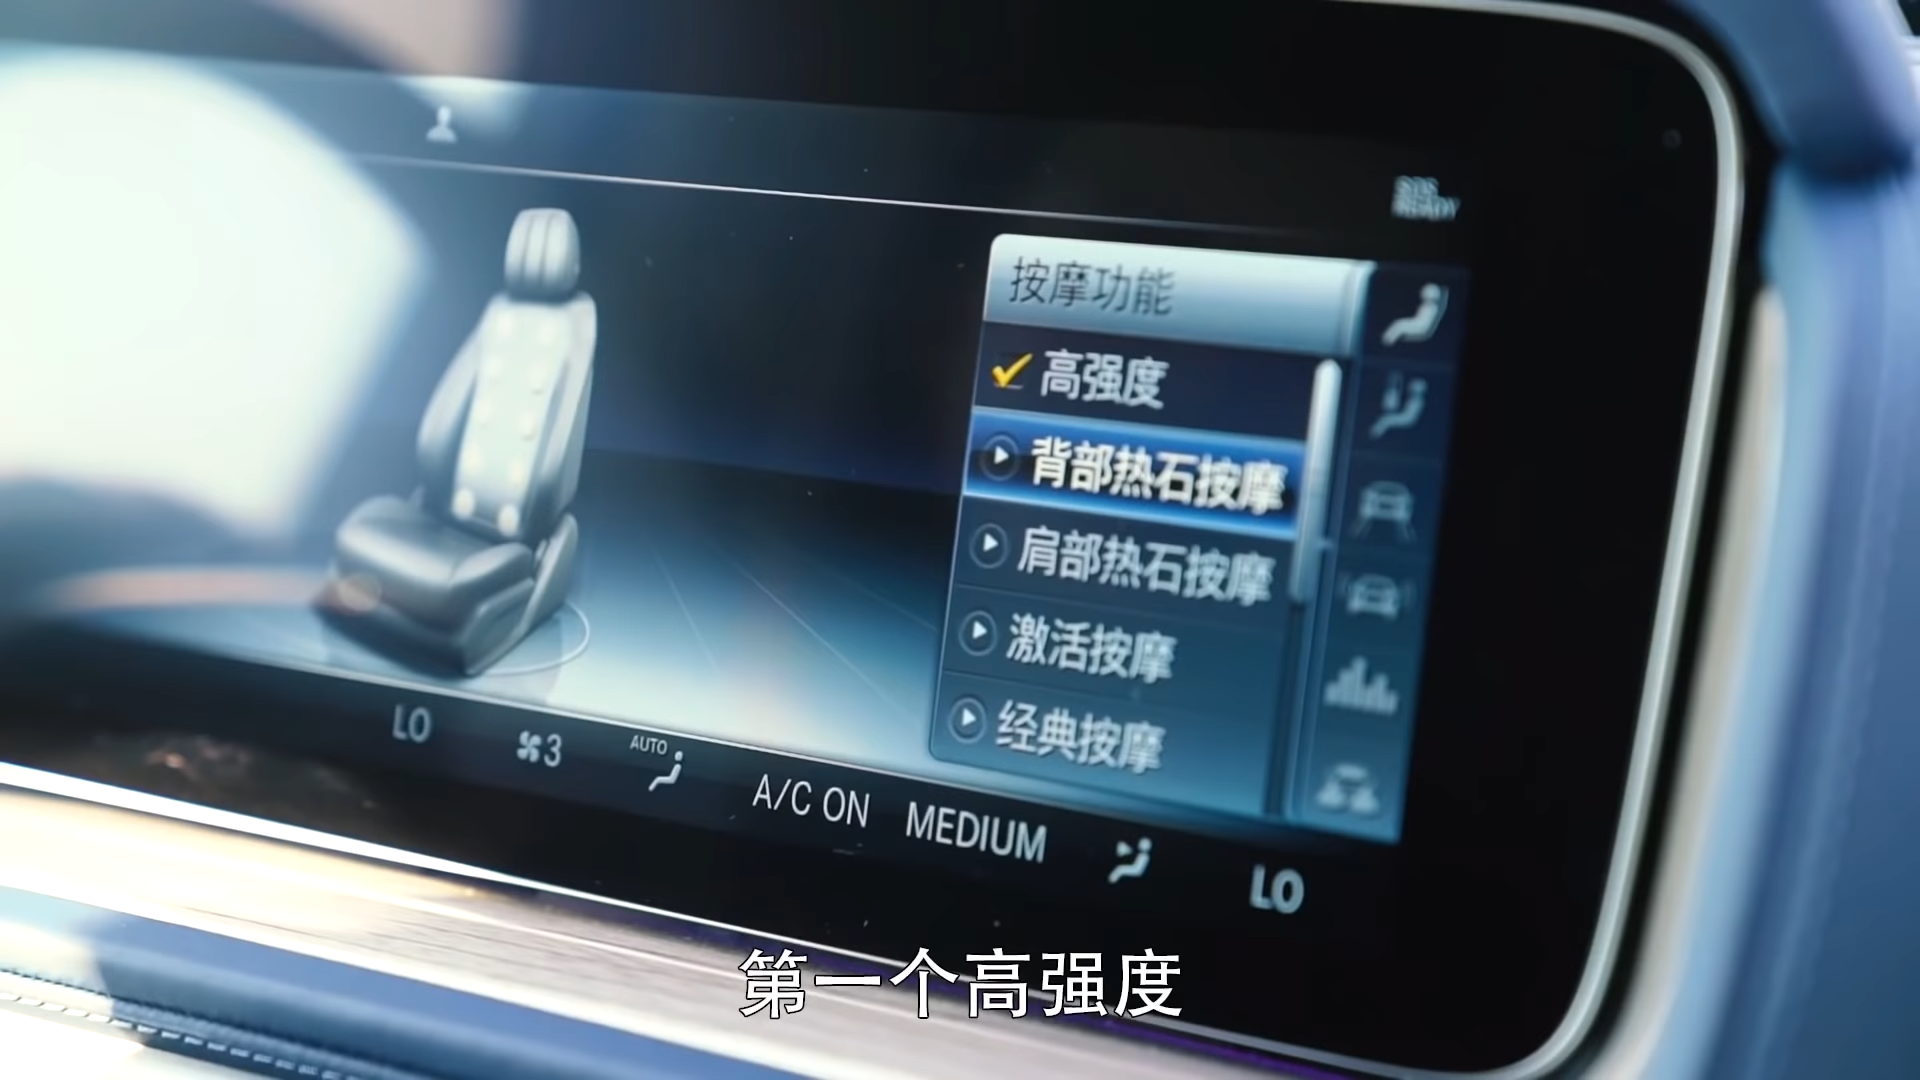 SOS
READY
按摩功能
高强度
背部热石按摩
肩部热石按摩
激活按摩
经典按摩
LO
3
AUTO
A/C ON
MEDIUM
LO
第一个高强度